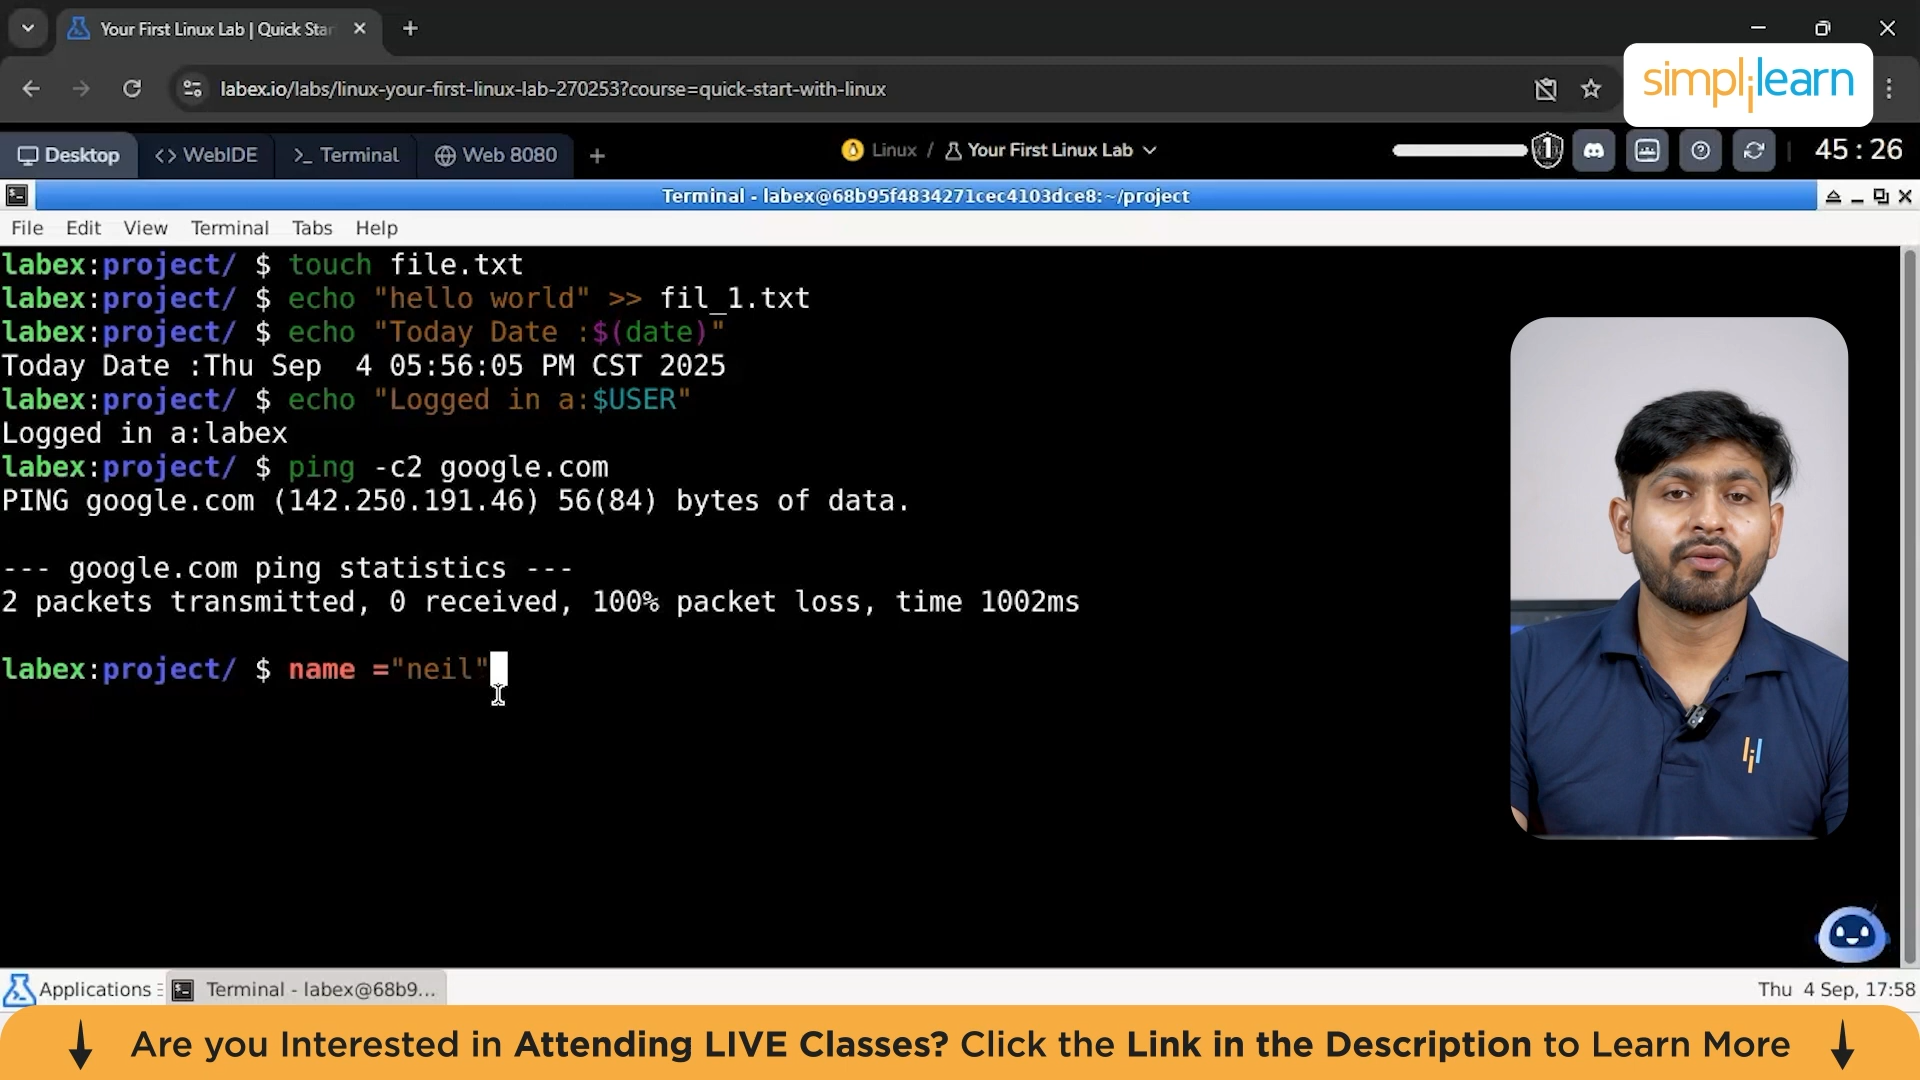 Your First Linux Lab | Quick Star
labex.io/labs/linux-your-first-linux-lab-270253?course=quick-start-with-linux
simplilearn
Desktop
<> WebIDE
>_ Terminal
Web 8080
Linux / Your First Linux Lab
1
45 : 26
Terminal - labex@68b95f4834271cec4103dce8:~/project
File Edit View Terminal Tabs Help
labex:project/ $ touch file.txt
labex:project/ $ echo "hello world" >> fil_1.txt
labex:project/ $ echo "Today Date :$(date)"
Today Date :Thu Sep  4 05:56:05 PM CST 2025
labex:project/ $ echo "Logged in a:$USER"
Logged in a:labex
labex:project/ $ ping -c2 google.com
PING google.com (142.250.191.46) 56(84) bytes of data.
--- google.com ping statistics ---
2 packets transmitted, 0 received, 100% packet loss, time 1002ms
labex:project/ $ name ="neil"
Applications
Terminal - labex@68b9...
Thu 4 Sep, 17:58
Are you Interested in Attending LIVE Classes? Click the Link in the Description to Learn More